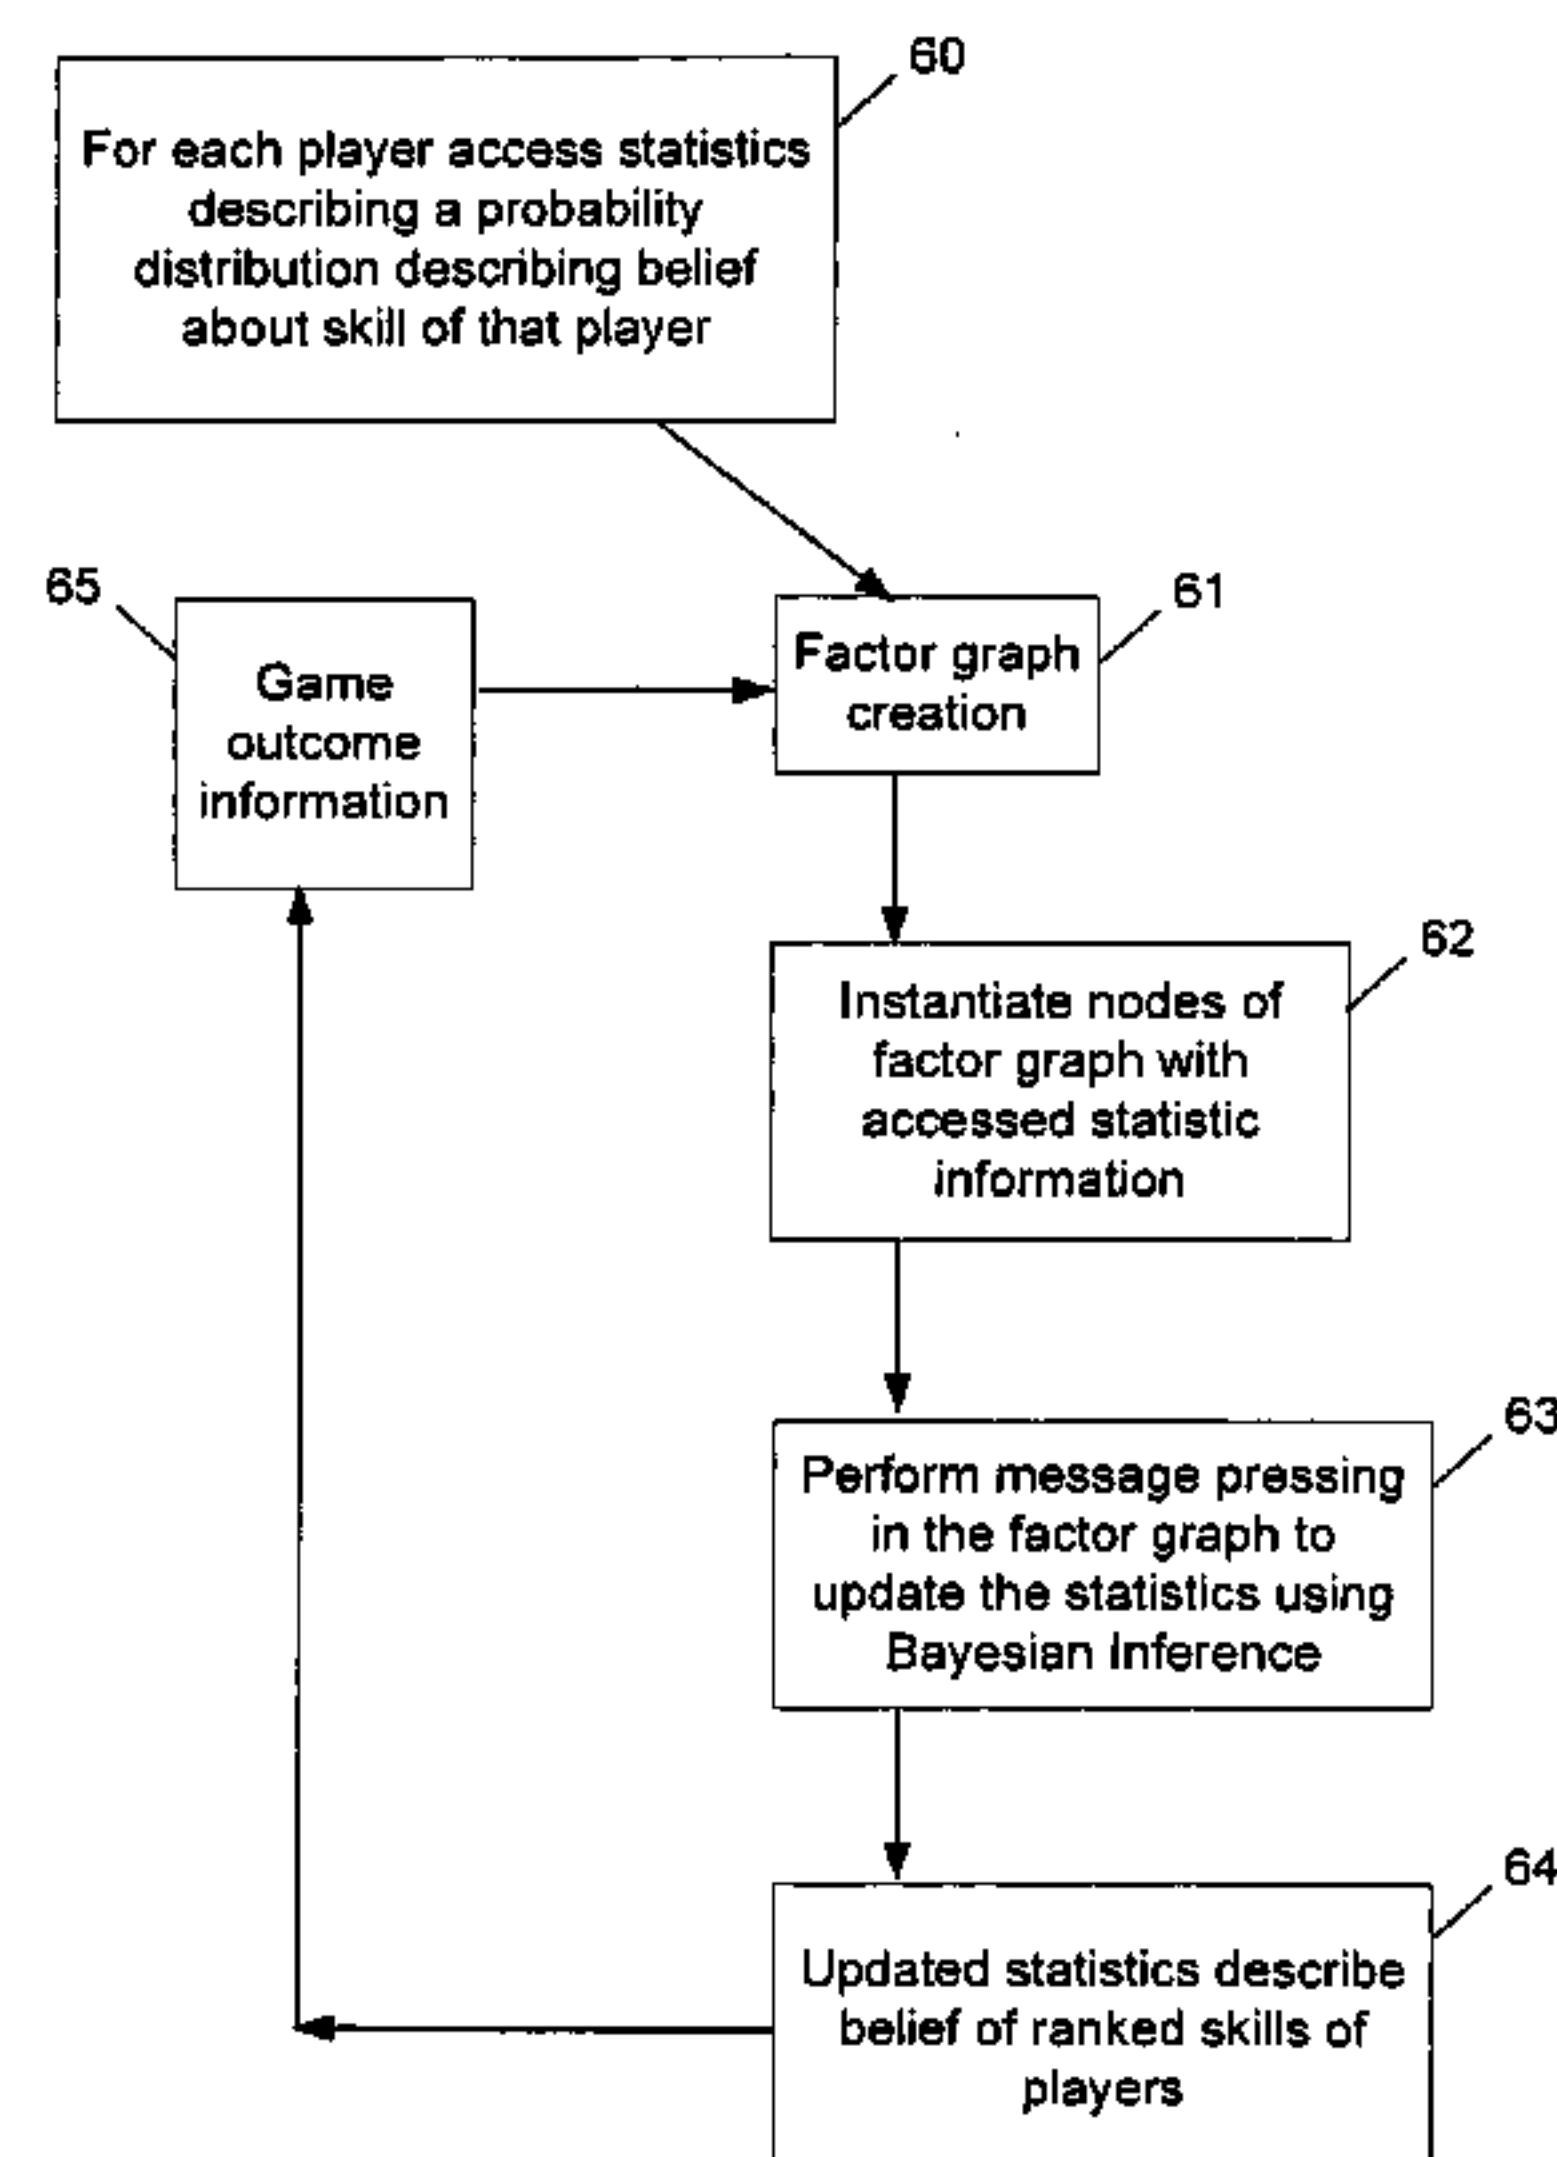 60
For each player access statistics
describing a probability
distribution describing belief
about skill of that player
65
Game
outcome
information
61
Factor graph
creation
62
Instantiate nodes of
factor graph with
accessed statistic
information
63
Perform message pressing
in the factor graph to
update the statistics using
Bayesian Inference
64
Updated statistics describe
belief of ranked skills of
players